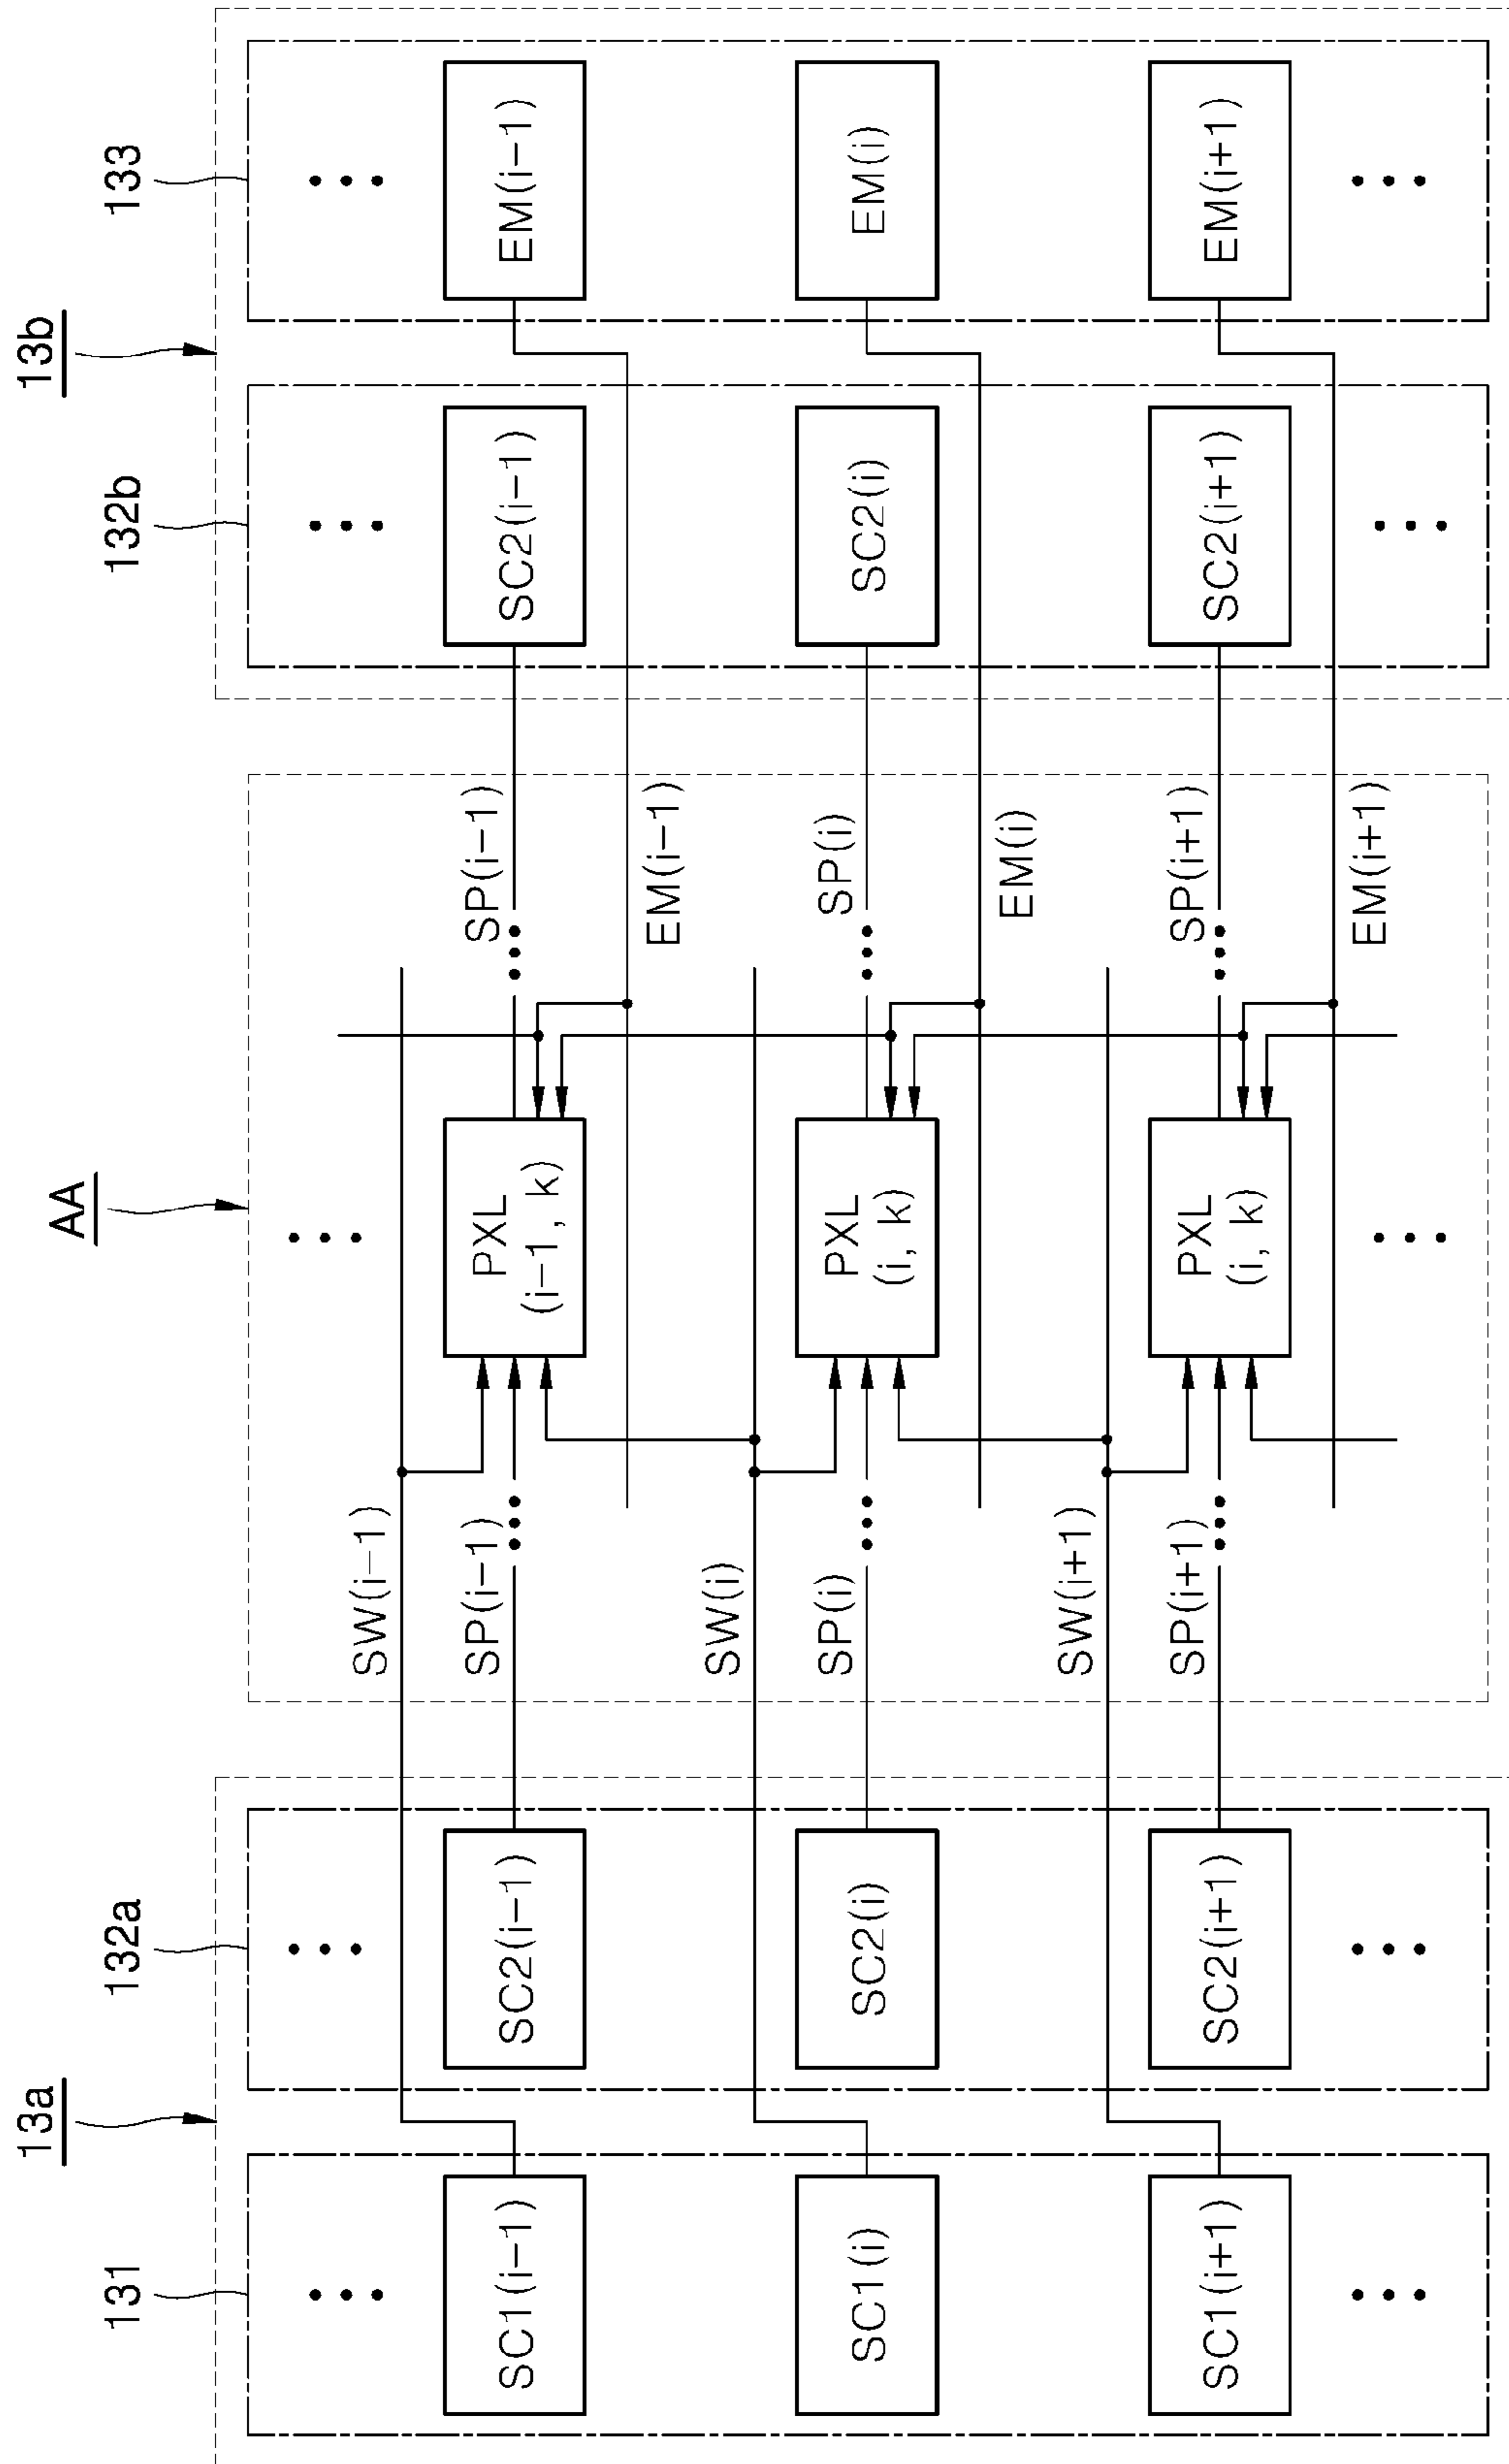 13a
AA
13b
131
132a
132b
133
SW(i−1)
SP(i−1)
SP(i−1)
SC1(i−1)
SC2(i−1)
PXL
(i−1, k)
SC2(i−1)
EM(i−1)
EM(i−1)
SW(i)
SP(i)
SP(i)
SC1(i)
SC2(i)
PXL
(i, k)
SC2(i)
EM(i)
EM(i)
SW(i+1)
SP(i+1)
SP(i+1)
SC1(i+1)
SC2(i+1)
PXL
(i, k)
SC2(i+1)
EM(i+1)
EM(i+1)